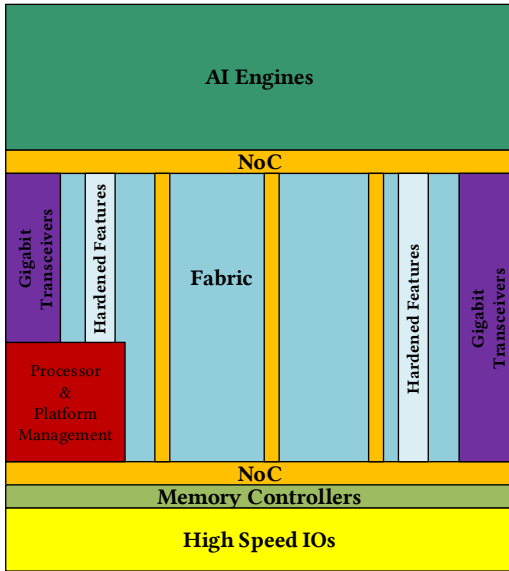 AI Engines
NoC
Gigabit
Transceivers
Hardened Features
Fabric
Hardened Features
Gigabit
Transceivers
Processor
&
Platform
Management
NoC
Memory Controllers
High Speed IOs